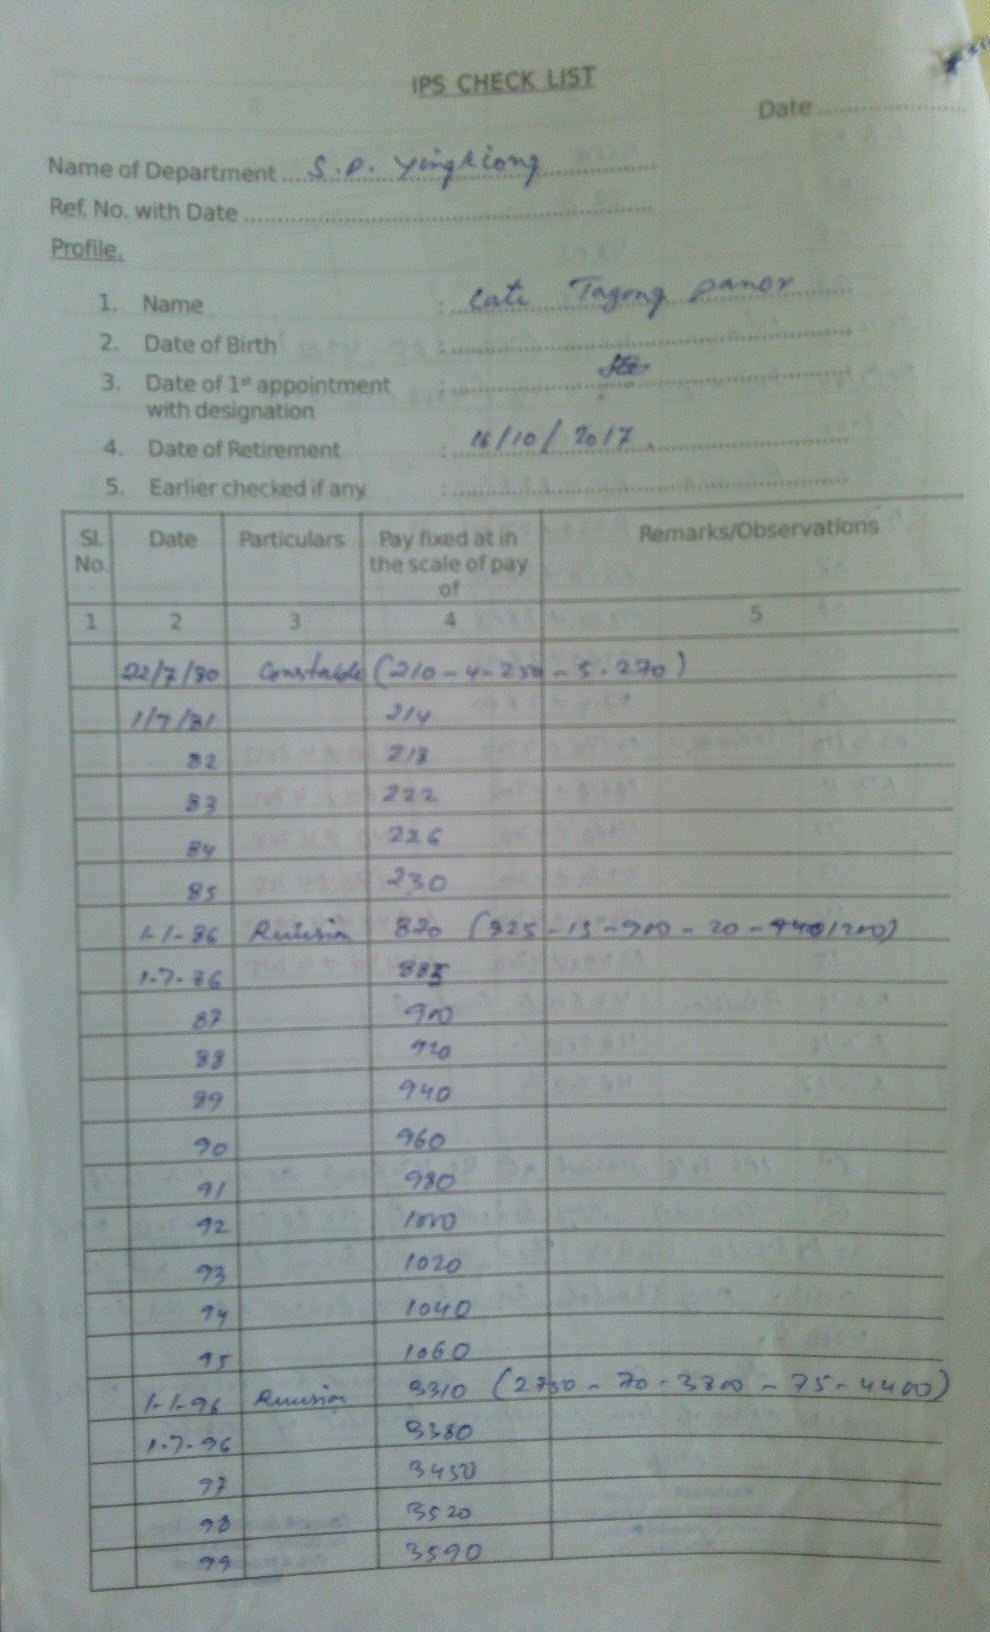 IPS CHECK LIST
Date ........................
Name of Department .... S.P. Yingkiong
Ref. No. with Date ........................
Profile.
1. Name : Late Tagong Panor
2. Date of Birth : ........................
3. Date of 1st appointment : ........................
with designation
4. Date of Retirement : 16/10/2017.
5. Earlier checked if any : ........................
Sl. No. Date Particulars Pay fixed at in the scale of pay of Remarks/Observations
1 2 3 4 5
22/7/80 Constable (210-4-250-5-270)
1/7/81 214
82 218
83 222
84 226
85 230
1-1-86 Revision 870 (825-15-900-20-940/1200)
1-7-86 885
87 900
88 920
89 940
90 960
91 980
92 1000
93 1020
94 1040
95 1060
1-1-96 Revision 3310 (2750-70-3800-75-4400)
1-7-96 3380
97 3450
98 3520
99 3590